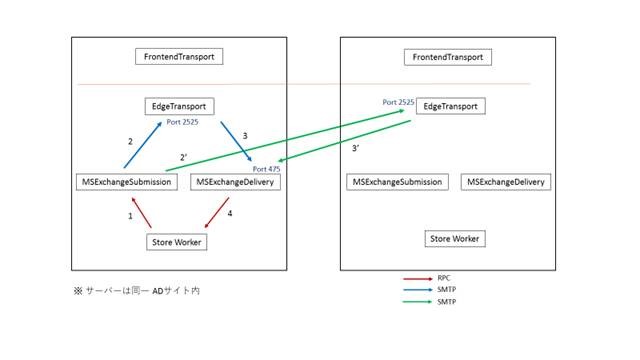 FrontendTransport
FrontendTransport
EdgeTransport
Port 2525
EdgeTransport
Port 2525
2
3
2’
3’
Port 475
MSExchangeSubmission
MSExchangeDelivery
MSExchangeSubmission
MSExchangeDelivery
1
4
Store Worker
Store Worker
※ サーバーは同一 ADサイト内
RPC
SMTP
SMTP